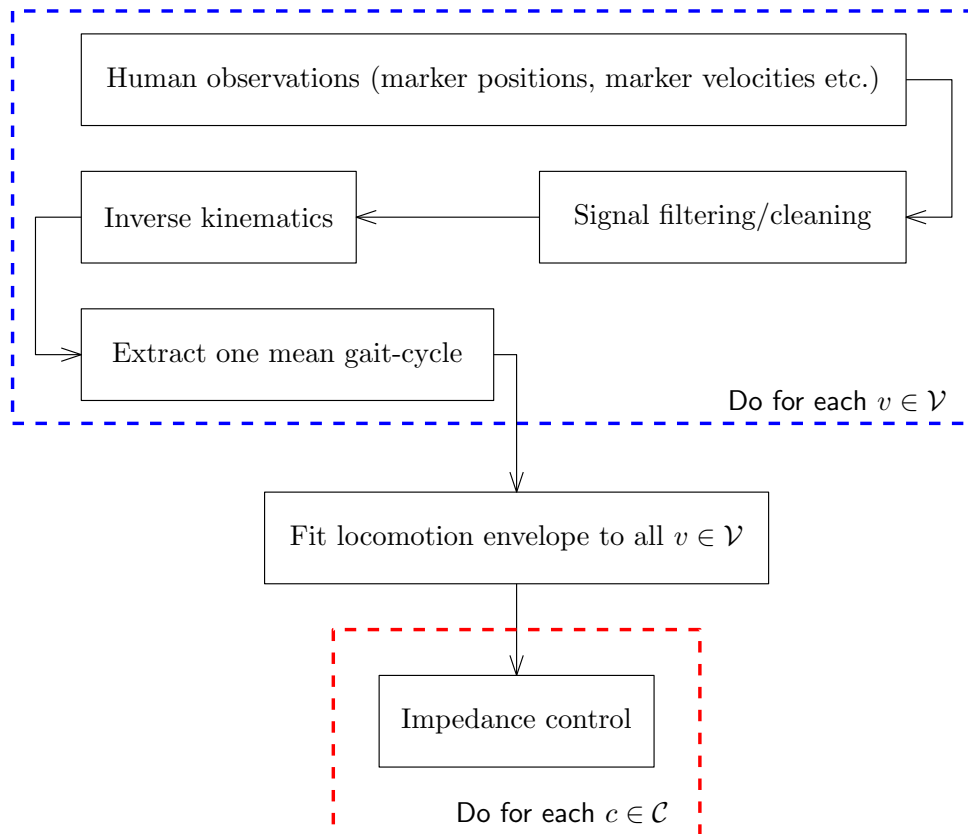 Human observations (marker positions, marker velocities etc.)
Inverse kinematics
Signal filtering/cleaning
Extract one mean gait-cycle
Do for each v ∈ 𝒱
Fit locomotion envelope to all v ∈ 𝒱
Impedance control
Do for each c ∈ 𝒞